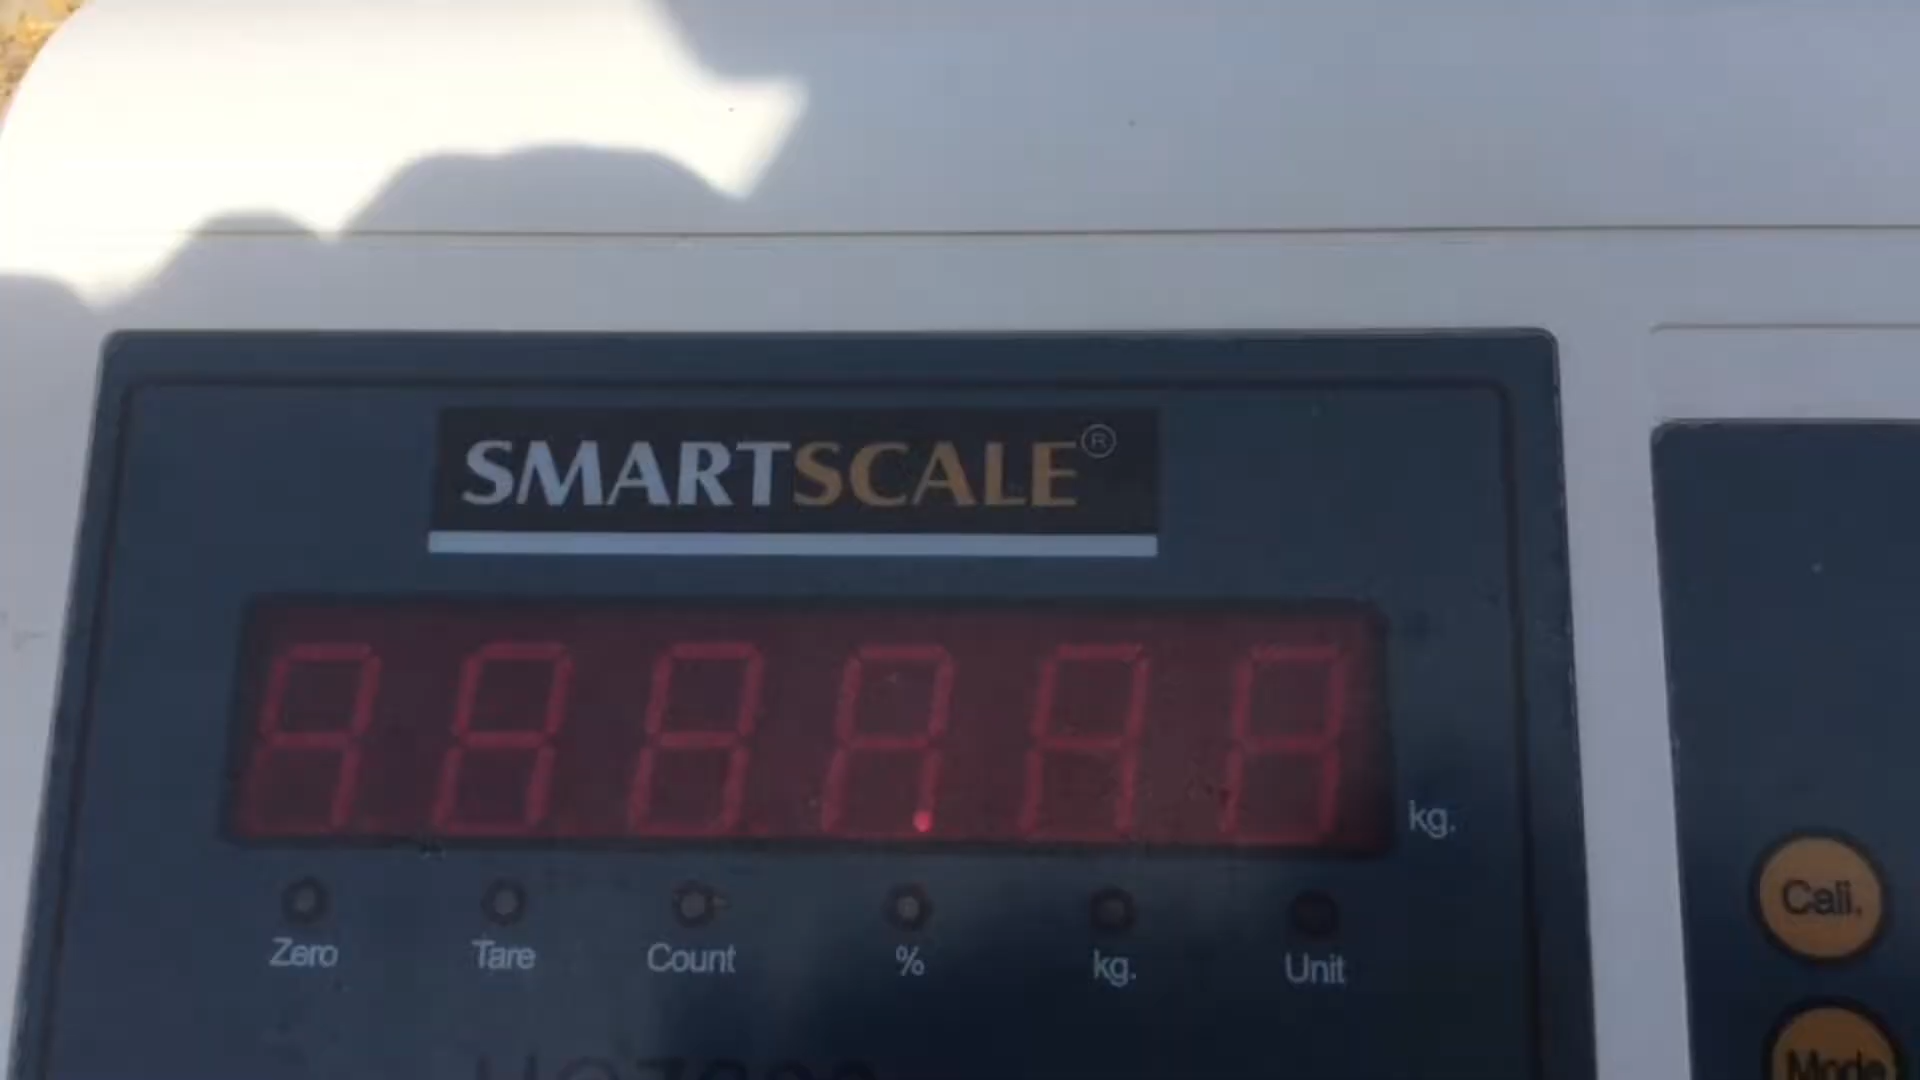 SMARTSCALE®
kg.
Zero Tare Count % kg. Unit
Cali.
Mode